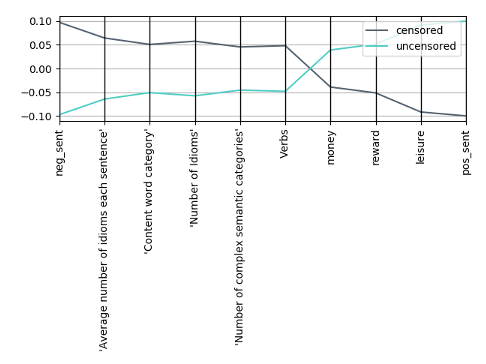 0.10
0.05
0.00
−0.05
−0.10
censored
uncensored
neg_sent
'Average number of idioms each sentence'
'Content word category'
'Number of Idioms'
'Number of complex semantic categories'
Verbs
money
reward
leisure
pos_sent